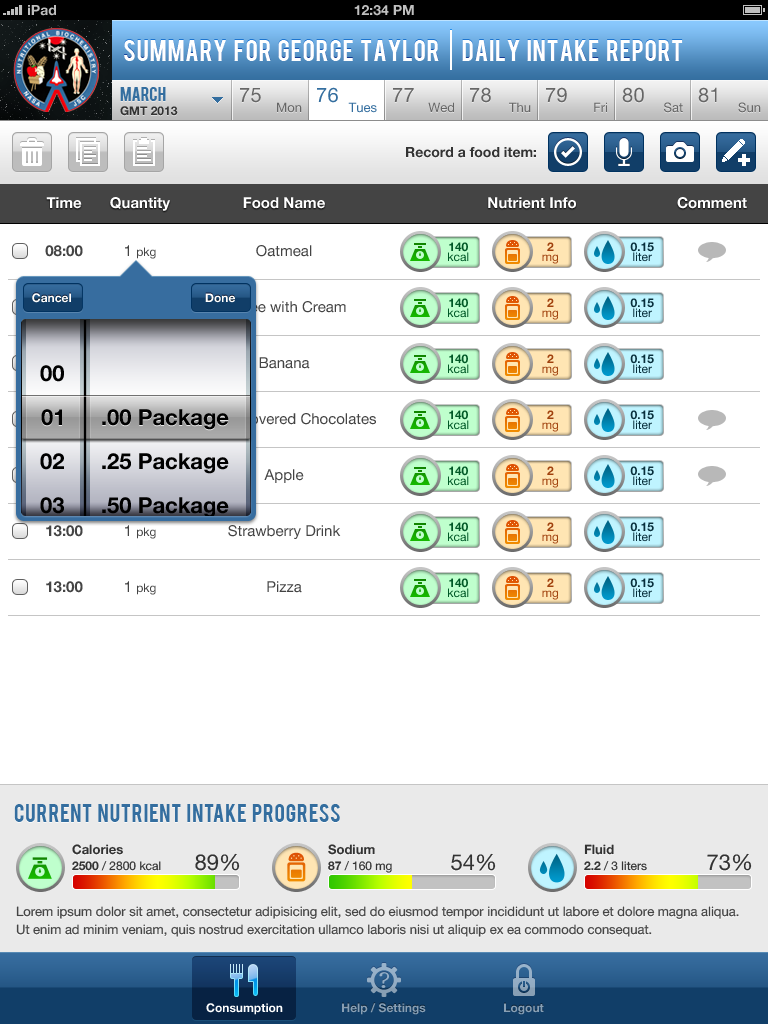 iPad
12:34 PM
NUTRITIONAL BIOCHEMISTRY
NASA JSC
SUMMARY FOR GEORGE TAYLOR | DAILY INTAKE REPORT
MARCH
GMT 2013
75 Mon
76 Tues
77 Wed
78 Thu
79 Fri
80 Sat
81 Sun
Record a food item:
Time Quantity Food Name Nutrient Info Comment
08:00 1 pkg Oatmeal 140 kcal 2 mg 0.15 liter
Cancel Done
with Cream 140 kcal 2 mg 0.15 liter
Banana 140 kcal 2 mg 0.15 liter
00
01 .00 Package
Chocolates 140 kcal 2 mg 0.15 liter
02 .25 Package
Apple 140 kcal 2 mg 0.15 liter
03 .50 Package
13:00 1 pkg Strawberry Drink 140 kcal 2 mg 0.15 liter
13:00 1 pkg Pizza 140 kcal 2 mg 0.15 liter
CURRENT NUTRIENT INTAKE PROGRESS
Calories
2500 / 2800 kcal 89%
Sodium
87 / 160 mg 54%
Fluid
2.2 / 3 liters 73%
Lorem ipsum dolor sit amet, consectetur adipisicing elit, sed do eiusmod tempor incididunt ut labore et dolore magna aliqua.
Ut enim ad minim veniam, quis nostrud exercitation ullamco laboris nisi ut aliquip ex ea commodo consequat.
Consumption
Help / Settings
Logout